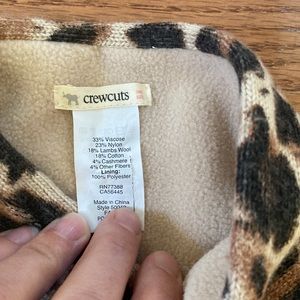 crewcuts
33% Viscose
23% Nylon
18% Lambs Wool
18% Cotton
4% Cashmere
4% Other Fibers
Lining:
100% Polyester
RN77388
CA56445
Made in China
Style